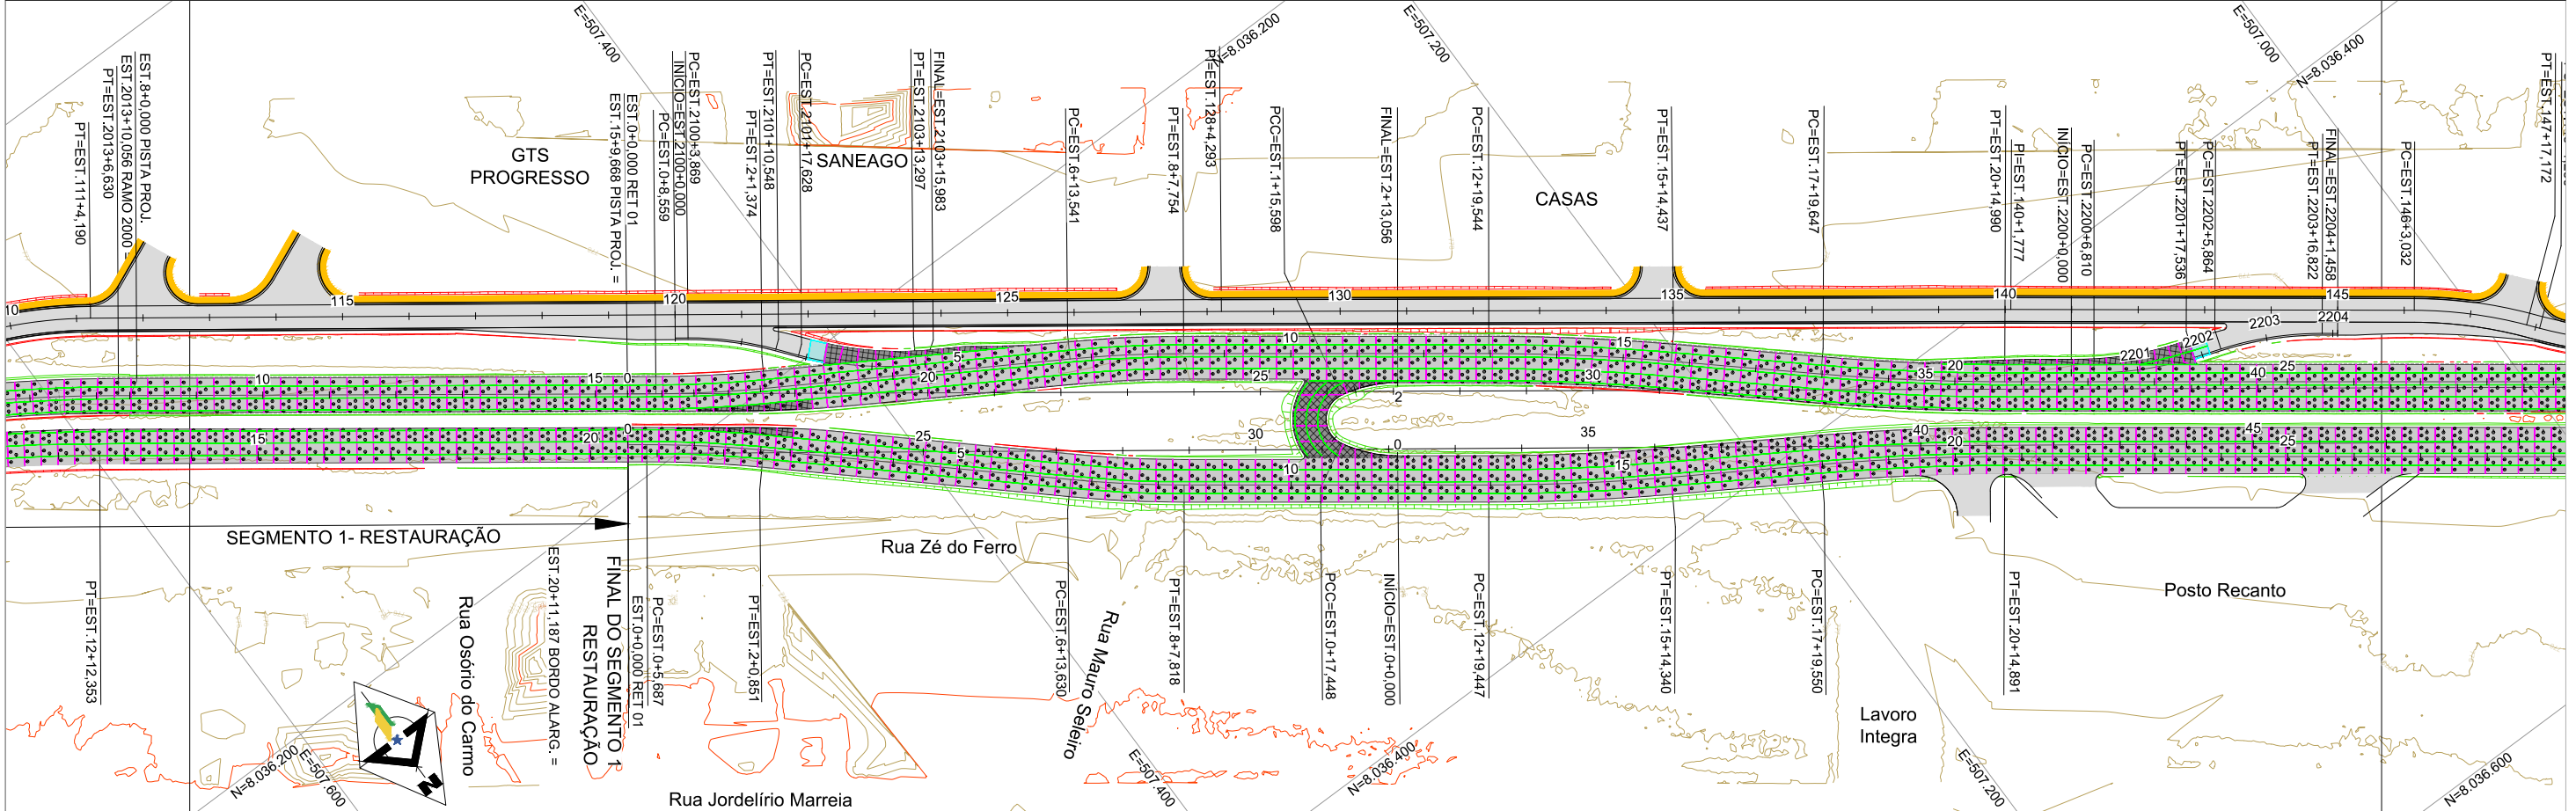 E=507.400
N=8.036.200
E=507.200
E=507.000
N=8.036.400
PT=EST.111+4,190
PT=EST.2013+6,630
EST.2013+10,056 RAMO 2000 =
EST.8+0,000 PISTA PROJ.
GTS
PROGRESSO
EST.15+9,668 PISTA PROJ. =
EST.0+0,000 RET 01
PC=EST.0+8,559
INÍCIO=EST.2100+0,000
PC=EST.2100+3,869
PT=EST.2+1,374
PT=EST.2101+10,548
PC=EST.2101+17,628
SANEAGO
PT=EST.2103+13,297
FINAL=EST.2103+15,983
PC=EST.6+13,541
PT=EST.8+7,754
PI=EST.128+4,293
PCC=EST.1+15,598
FINAL=EST.2+13,056
PC=EST.12+19,544
CASAS
PT=EST.15+14,437
PC=EST.17+19,647
PT=EST.20+14,990
PI=EST.140+1,777
INÍCIO=EST.2200+0,000
PC=EST.2200+6,810
PT=EST.2201+17,536
PC=EST.2202+5,864
PT=EST.2203+16,822
FINAL=EST.2204+1,458
PC=EST.146+3,032
PT=EST.147+17,172
10
115
120
125
130
135
140
145
2201
2202
2203
2204
10
15
0
20
5
25
10
30
15
35
20
40
25
2
0
15
20
0
25
5
30
10
35
15
40
20
45
25
SEGMENTO 1- RESTAURAÇÃO
PT=EST.12+12,353
Rua Osório do Carmo
EST.20+11,187 BORDO ALARG. =
FINAL DO SEGMENTO 1
RESTAURAÇÃO
EST.0+0,000 RET 01
PC=EST.0+5,687
PT=EST.2+0,851
Rua Zé do Ferro
PC=EST.6+13,630
Rua Mauro Seleiro
PT=EST.8+7,818
PCC=EST.0+17,448
INÍCIO=EST.0+0,000
PC=EST.12+19,447
PT=EST.15+14,340
PC=EST.17+19,550
PT=EST.20+14,891
Posto Recanto
Lavoro
Integra
N
N=8.036.200
E=507.600
Rua Jordelírio Marreia
E=507.400
N=8.036.400
E=507.200
N=8.036.600